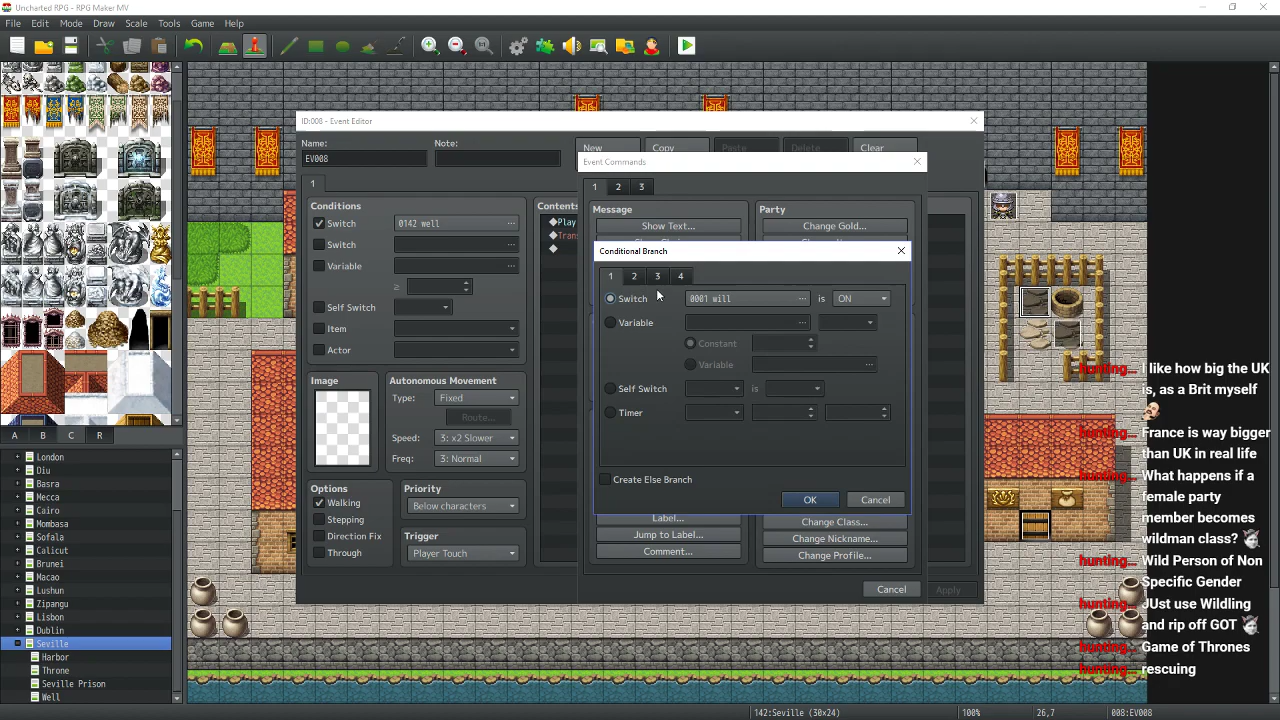 Uncharted RPG - RPG Maker MV
File Edit Mode Draw Scale Tools Game Help
ID:008 - Event Editor
Name:
Note:
EV008
New
Copy
Paste
Delete
Clear
Event Commands
1
1 2 3
Conditions
Switch
0142 well
Switch
Variable
≥
Self Switch
Item
Actor
Contents
◆Play
◆Trans
◆
Message
Party
Show Text...
Change Gold...
Conditional Branch
1 2 3 4
Switch
0001 will
is
ON
Variable
Constant
Variable
Self Switch
is
Timer
Create Else Branch
OK
Cancel
Image
Autonomous Movement
Type:
Fixed
Route...
Speed:
3: x2 Slower
Freq:
3: Normal
Options
Walking
Stepping
Direction Fix
Through
Priority
Below characters
Trigger
Player Touch
Label...
Jump to Label...
Comment...
Change Class...
Change Nickname...
Change Profile...
Cancel
Apply
A B C R
London
Diu
Basra
Mecca
Cairo
Mombasa
Sofala
Calicut
Brunei
Macao
Lushun
Zipangu
Lisbon
Dublin
Seville
Harbor
Throne
Seville Prison
Well
hunting... I like how big the UK
is, as a Brit myself
hunting... France is way bigger
than UK in real life
hunting... What happens if a
female party
member becomes
wildman class?
hunting... Wild Person of Non
Specific Gender
hunting... JUst use Wildling
and rip off GOT
hunting... Game of Thrones
hunting... rescuing
142:Seville (30x24)
100%
26,7
008:EV008